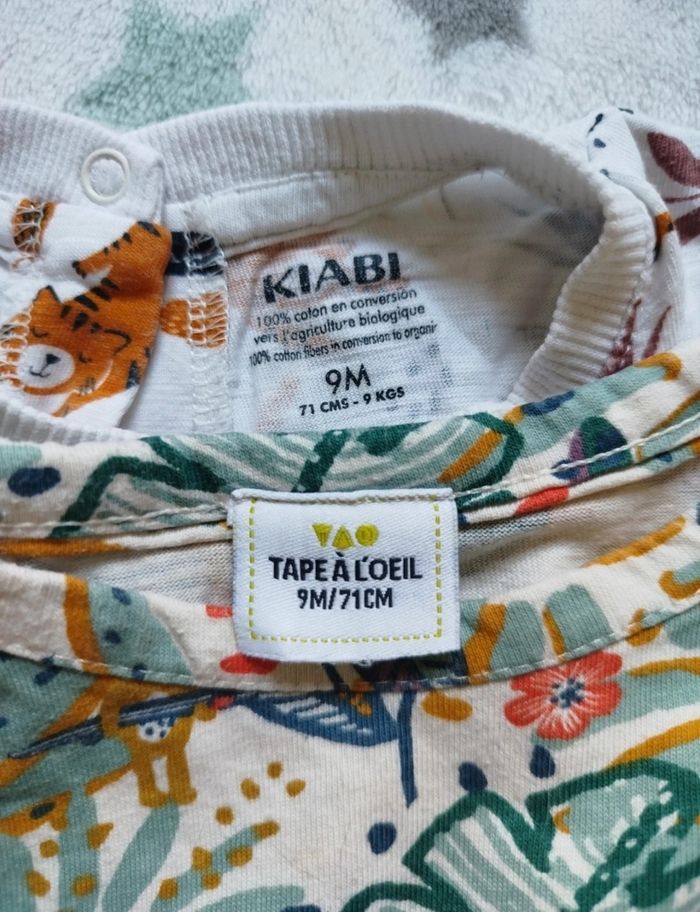 KIABI
100% coton en conversion
vers l'agriculture biologique
100% cotton fibers in conversion to organic
9M
71 CMS - 9 KGS
TAO
TAPE À L'OEIL
9M/71CM